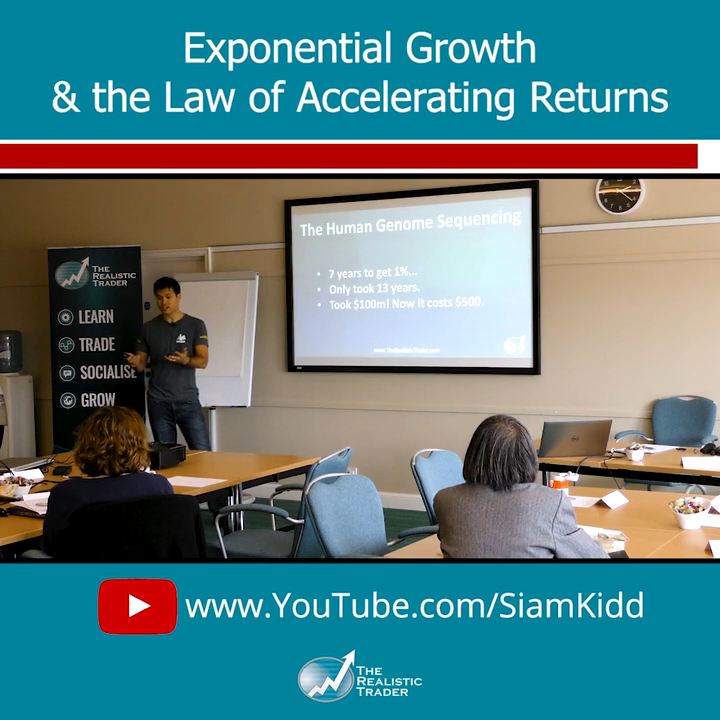 Exponential Growth
& the Law of Accelerating Returns
The Human Genome Sequencing
• 7 years to get 1%...
• Only took 13 years.
• Took $100m! Now it costs $500.
www.TheRealisticTrader.com
THE
REALISTIC
TRADER
LEARN
TRADE
SOCIALISE
GROW
www.YouTube.com/SiamKidd
THE
REALISTIC
TRADER